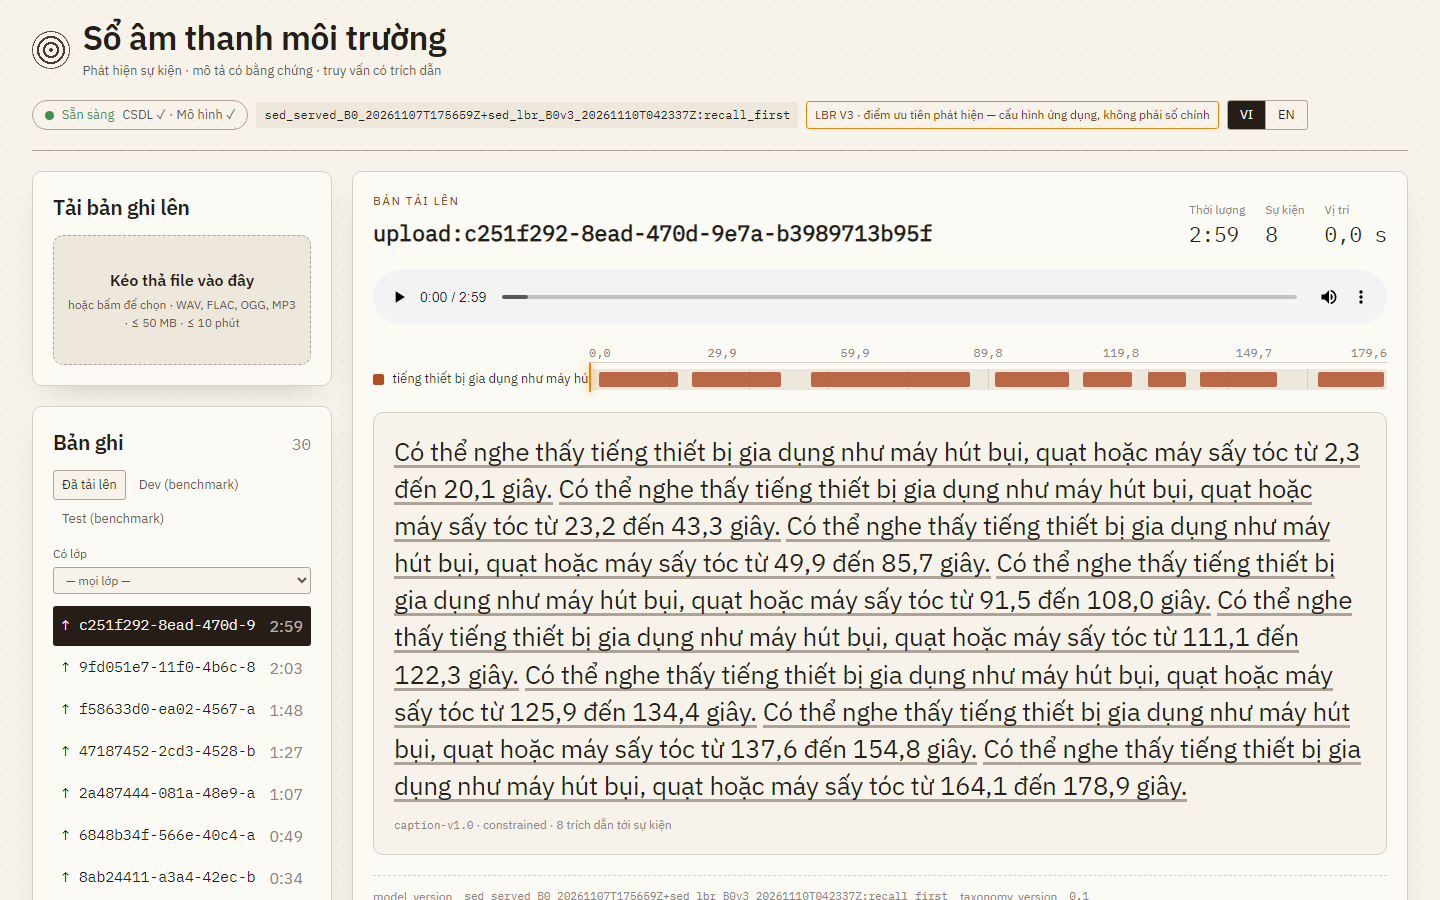 Sổ âm thanh môi trường
Phát hiện sự kiện · mô tả có bằng chứng · truy vấn có trích dẫn
Sẵn sàng CSDL ✓ · Mô hình ✓
sed_served_B0_20261107T175659Z+sed_lbr_B0v3_20261110T042337Z:recall_first
LBR V3 · điểm ưu tiên phát hiện — cấu hình ứng dụng, không phải số chính
VI EN
Tải bản ghi lên
Kéo thả file vào đây
hoặc bấm để chọn · WAV, FLAC, OGG, MP3
· ≤ 50 MB · ≤ 10 phút
Bản ghi 30
Đã tải lên Dev (benchmark)
Test (benchmark)
Có lớp
— mọi lớp —
↑ c251f292-8ead-470d-9 2:59
↑ 9fd051e7-11f0-4b6c-8 2:03
↑ f58633d0-ea02-4567-a 1:48
↑ 47187452-2cd3-4528-b 1:27
↑ 2a487444-081a-48e9-a 1:07
↑ 6848b34f-566e-40c4-a 0:49
↑ 8ab24411-a3a4-42ec-b 0:34
BẢN TẢI LÊN
upload:c251f292-8ead-470d-9e7a-b3989713b95f
Thời lượng Sự kiện Vị trí
2:59 8 0,0 s
0:00 / 2:59
0,0 29,9 59,9 89,8 119,8 149,7 179,6
tiếng thiết bị gia dụng như máy hú
Có thể nghe thấy tiếng thiết bị gia dụng như máy hút bụi, quạt hoặc máy sấy tóc từ 2,3
đến 20,1 giây. Có thể nghe thấy tiếng thiết bị gia dụng như máy hút bụi, quạt hoặc
máy sấy tóc từ 23,2 đến 43,3 giây. Có thể nghe thấy tiếng thiết bị gia dụng như máy
hút bụi, quạt hoặc máy sấy tóc từ 49,9 đến 85,7 giây. Có thể nghe thấy tiếng thiết bị
gia dụng như máy hút bụi, quạt hoặc máy sấy tóc từ 91,5 đến 108,0 giây. Có thể nghe
thấy tiếng thiết bị gia dụng như máy hút bụi, quạt hoặc máy sấy tóc từ 111,1 đến
122,3 giây. Có thể nghe thấy tiếng thiết bị gia dụng như máy hút bụi, quạt hoặc máy
sấy tóc từ 125,9 đến 134,4 giây. Có thể nghe thấy tiếng thiết bị gia dụng như máy hút
bụi, quạt hoặc máy sấy tóc từ 137,6 đến 154,8 giây. Có thể nghe thấy tiếng thiết bị gia
dụng như máy hút bụi, quạt hoặc máy sấy tóc từ 164,1 đến 178,9 giây.
caption-v1.0 · constrained · 8 trích dẫn tới sự kiện
model_version sed_served_B0_20261107T175659Z+sed_lbr_B0v3_20261110T042337Z:recall_first taxonomy_version 0.1